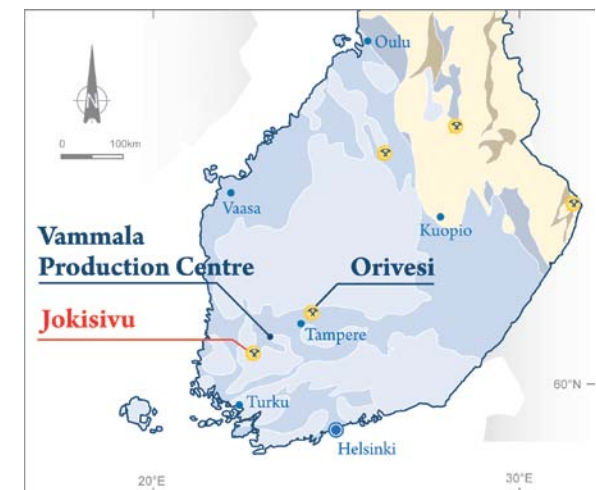 Oulu
N
0 100km
Vaasa
Kuopio
Vammala
Production Centre
Orivesi
Jokisivu
Tampere
60°N
Turku
Helsinki
20°E
30°E